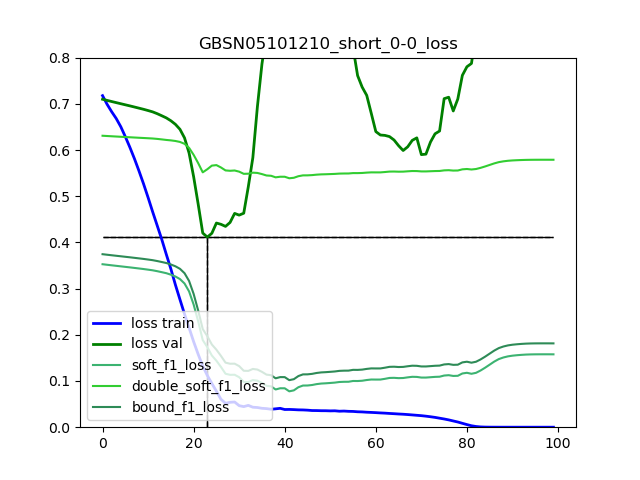 GBSN05101210_short_0-0_loss
0.8
0.7
0.6
0.5
0.4
0.3
0.2
0.1
0.0
loss train
loss val
soft_f1_loss
double_soft_f1_loss
bound_f1_loss
0 20 40 60 80 100